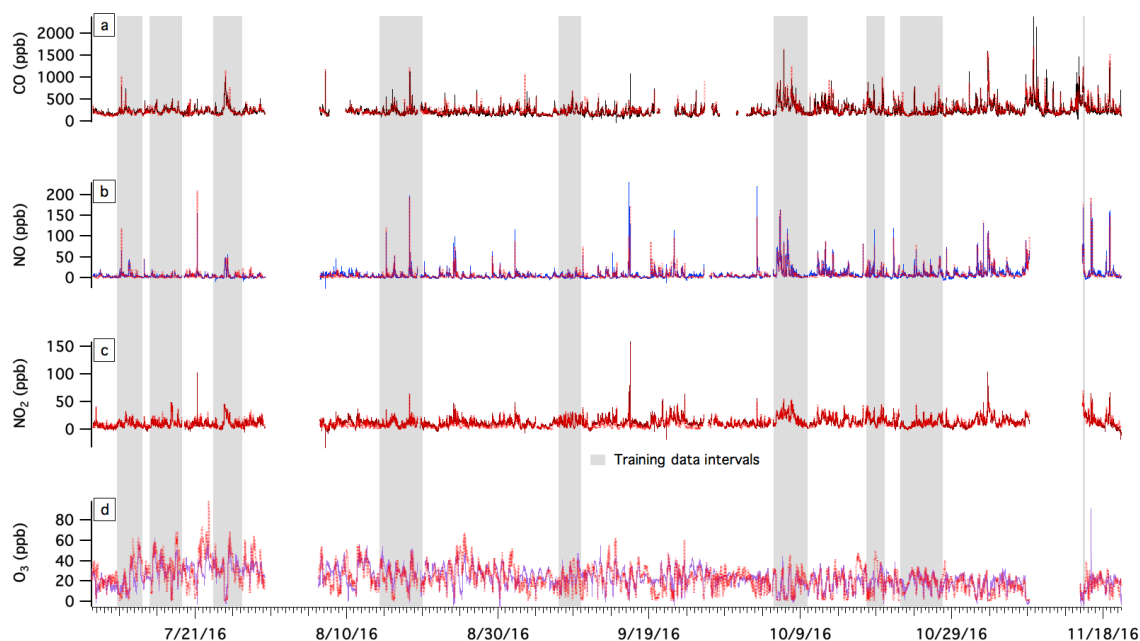 a
CO (ppb)
2000
1500
1000
500
0
b
NO (ppb)
200
150
100
50
0
c
NO2 (ppb)
150
100
50
0
Training data intervals
d
O3 (ppb)
80
60
40
20
0
7/21/16 8/10/16 8/30/16 9/19/16 10/9/16 10/29/16 11/18/16